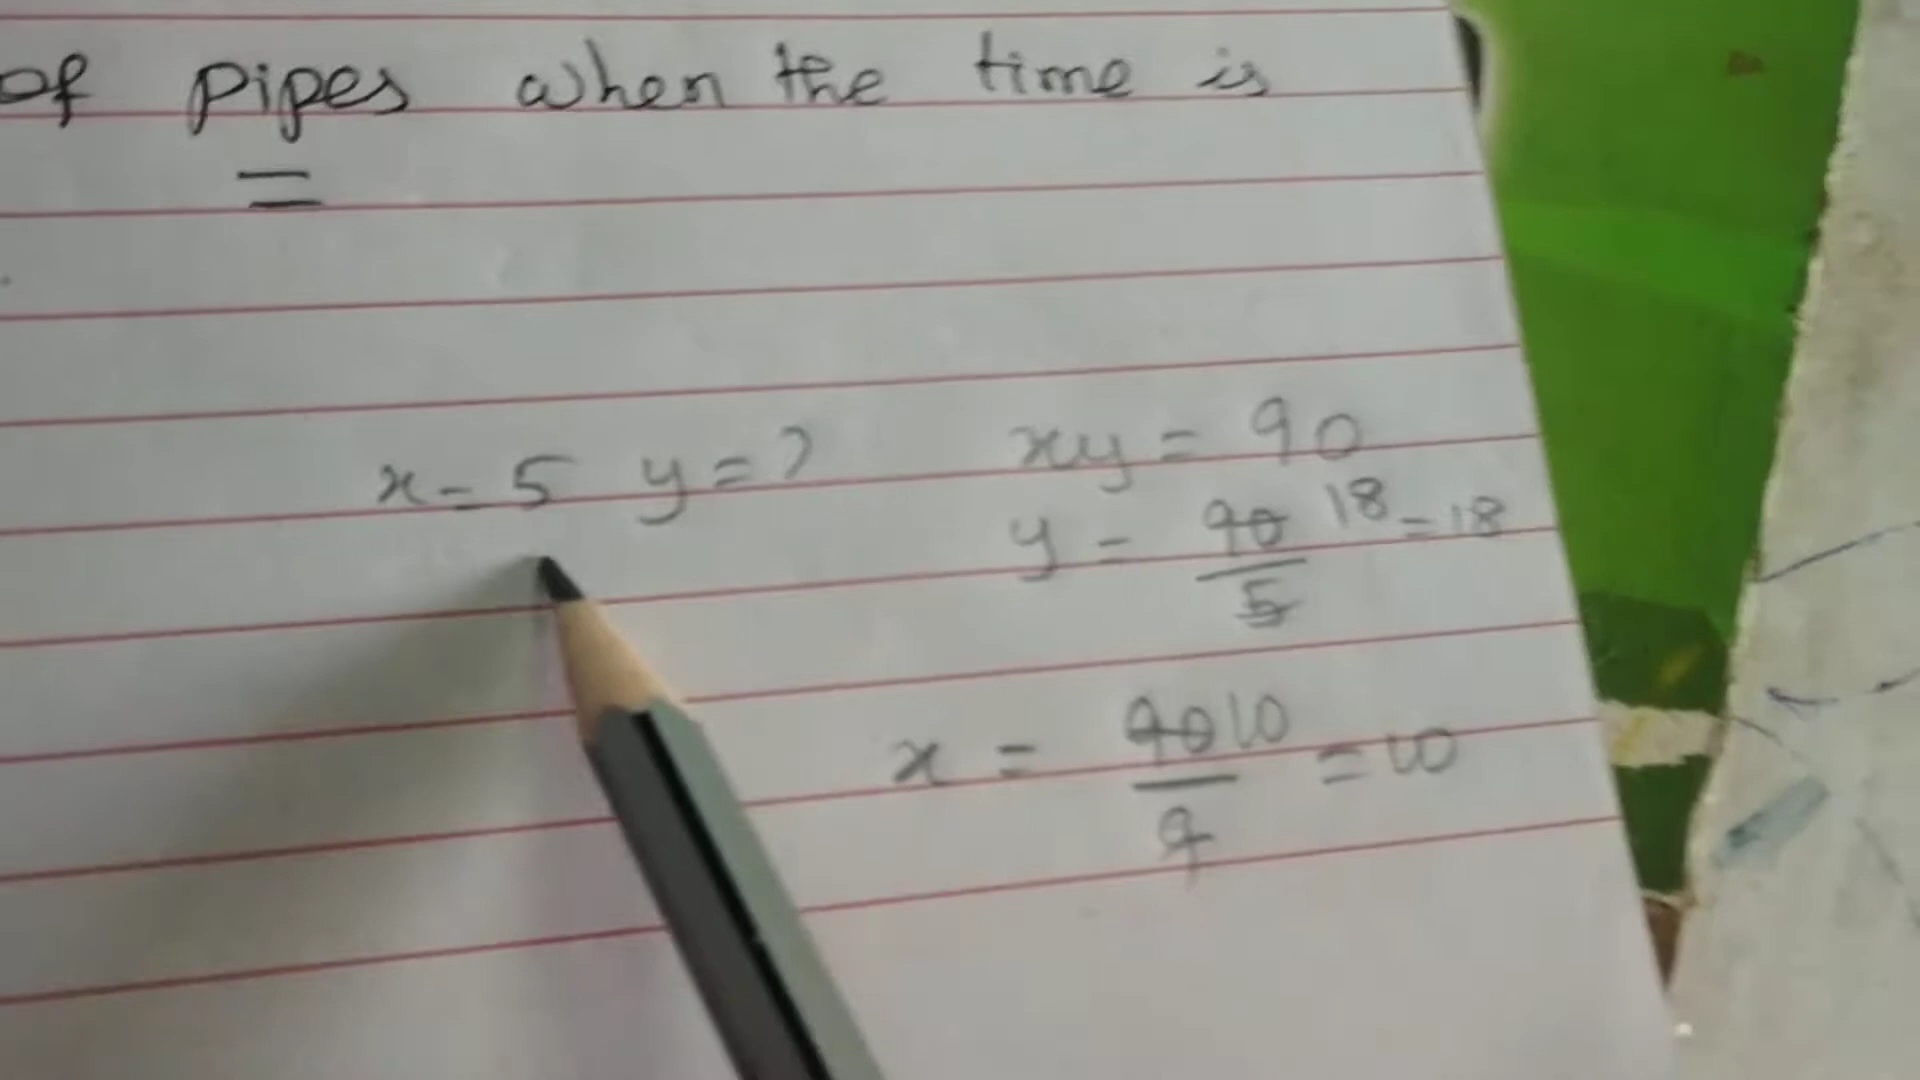 of pipes when the time is
=
x = 5 y = ? xy = 90
y = 90/5 18 = 18
x = 90/9 10 = 10